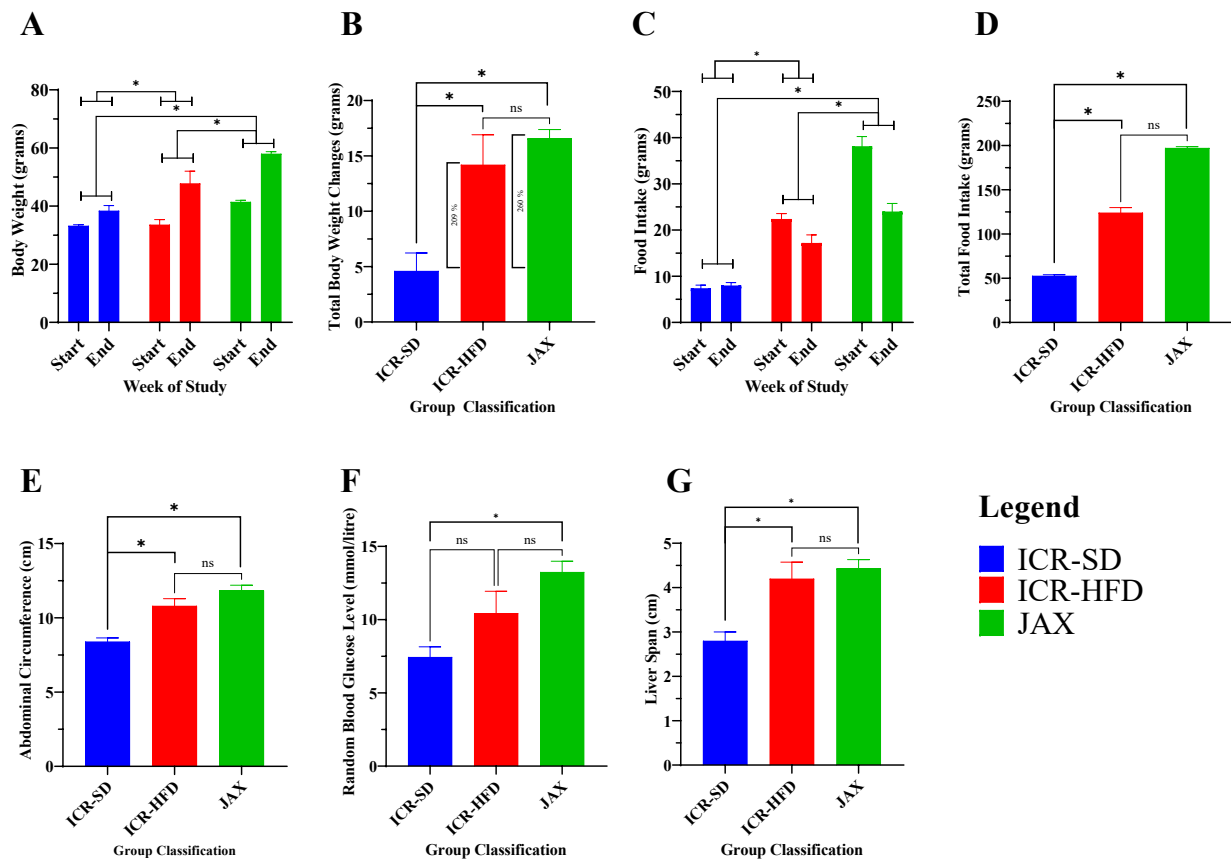 A
Body Weight (grams)
80
60
40
20
0
*
*
*
Start
End
Start
End
Start
End
Week of Study
B
Total Body Weight Changes (grams)
20
15
10
5
0
*
*
ns
209 %
260 %
ICR-SD
ICR-HFD
JAX
Group Classification
C
Food Intake (grams)
50
40
30
20
10
0
*
*
*
Start
End
Start
End
Start
End
Week of Study
D
Total Food Intake (grams)
250
200
150
100
50
0
*
*
ns
ICR-SD
ICR-HFD
JAX
Group Classification
E
Abdominal Circumference (cm)
15
10
5
0
*
*
ns
ICR-SD
ICR-HFD
JAX
Group Classification
F
Random Blood Glucose Level (mmol/litre)
15
10
5
0
*
ns
ns
ICR-SD
ICR-HFD
JAX
Group Classification
G
Liver Span (cm)
5
4
3
2
1
0
*
*
ns
ICR-SD
ICR-HFD
JAX
Group Classification
Legend
ICR-SD
ICR-HFD
JAX